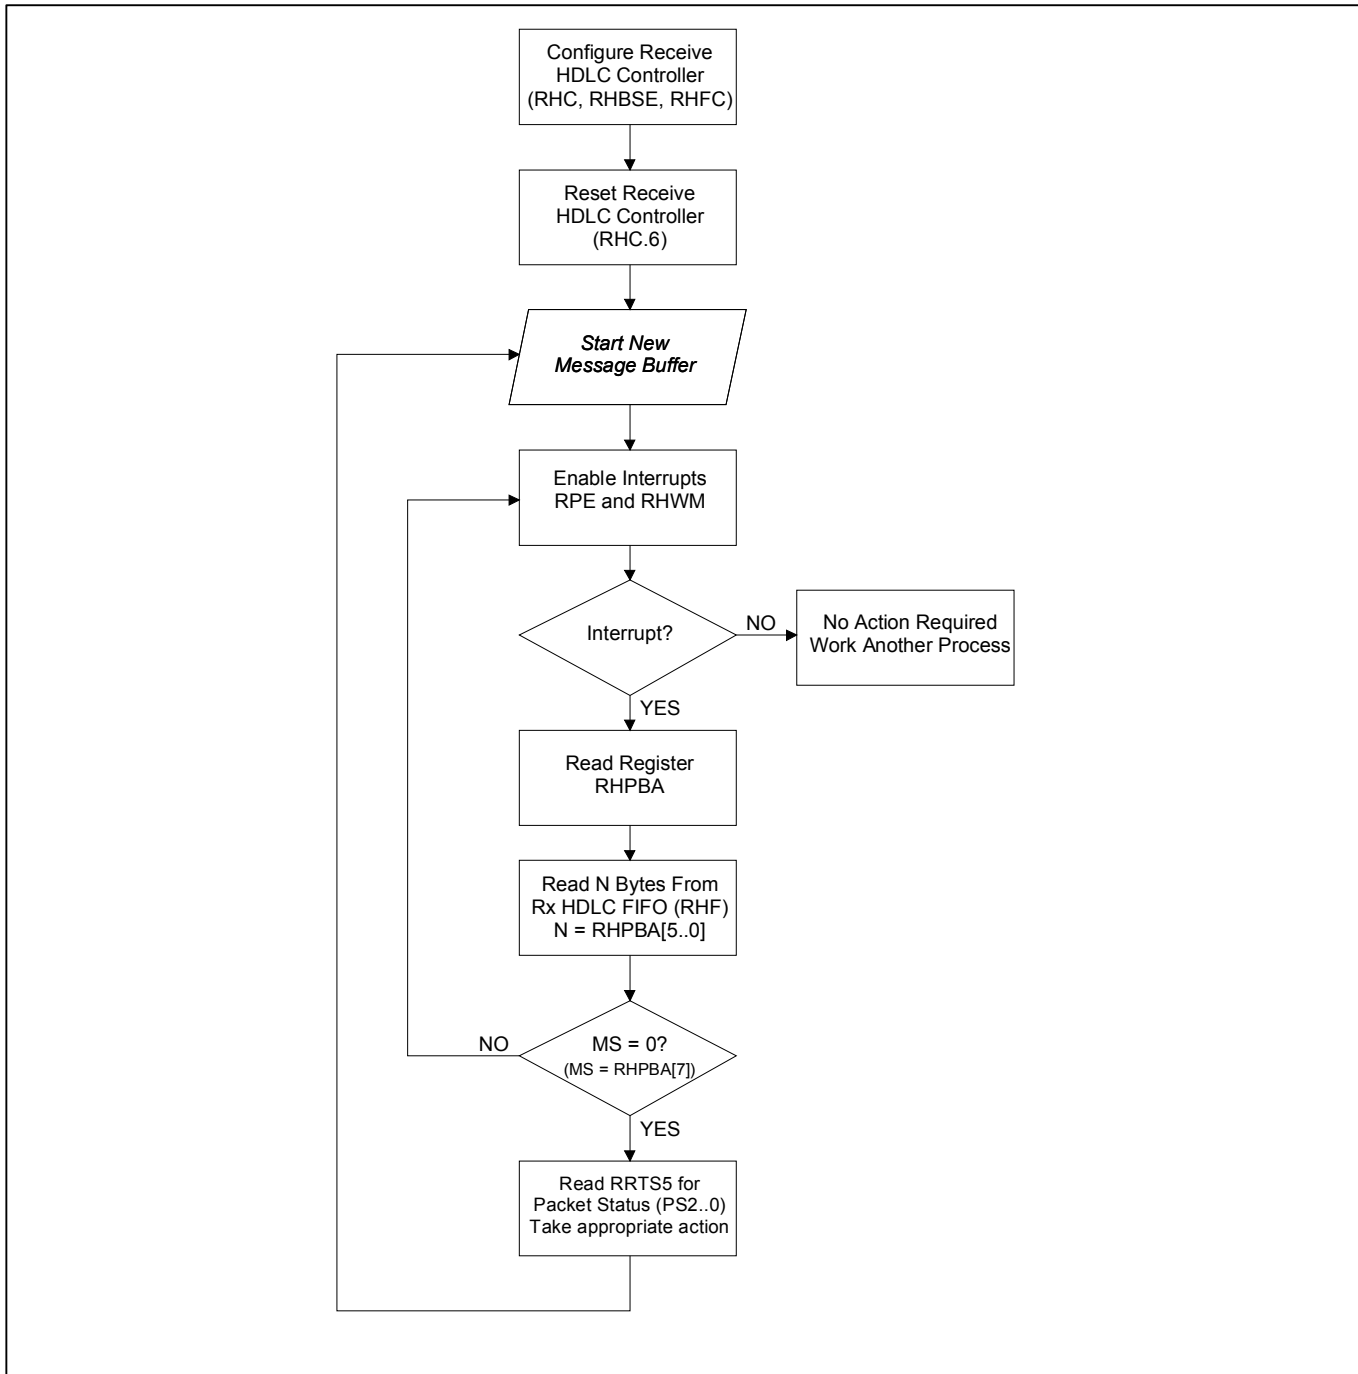 Configure Receive
HDLC Controller
(RHC, RHBSE, RHFC)
Reset Receive
HDLC Controller
(RHC.6)
Start New
Message Buffer
Enable Interrupts
RPE and RHWM
Interrupt?
NO
No Action Required
Work Another Process
YES
Read Register
RHPBA
Read N Bytes From
Rx HDLC FIFO (RHF)
N = RHPBA[5..0]
NO
MS = 0?
(MS = RHPBA[7])
YES
Read RRTS5 for
Packet Status (PS2..0)
Take appropriate action